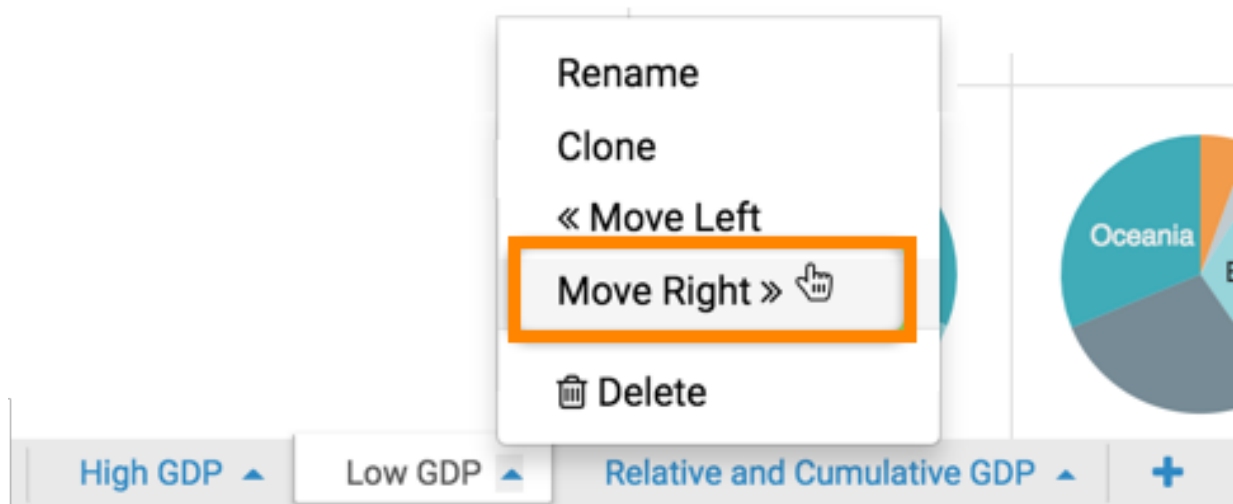 Rename
Clone
« Move Left
Move Right »
Delete
Oceania
High GDP
Low GDP
Relative and Cumulative GDP
+